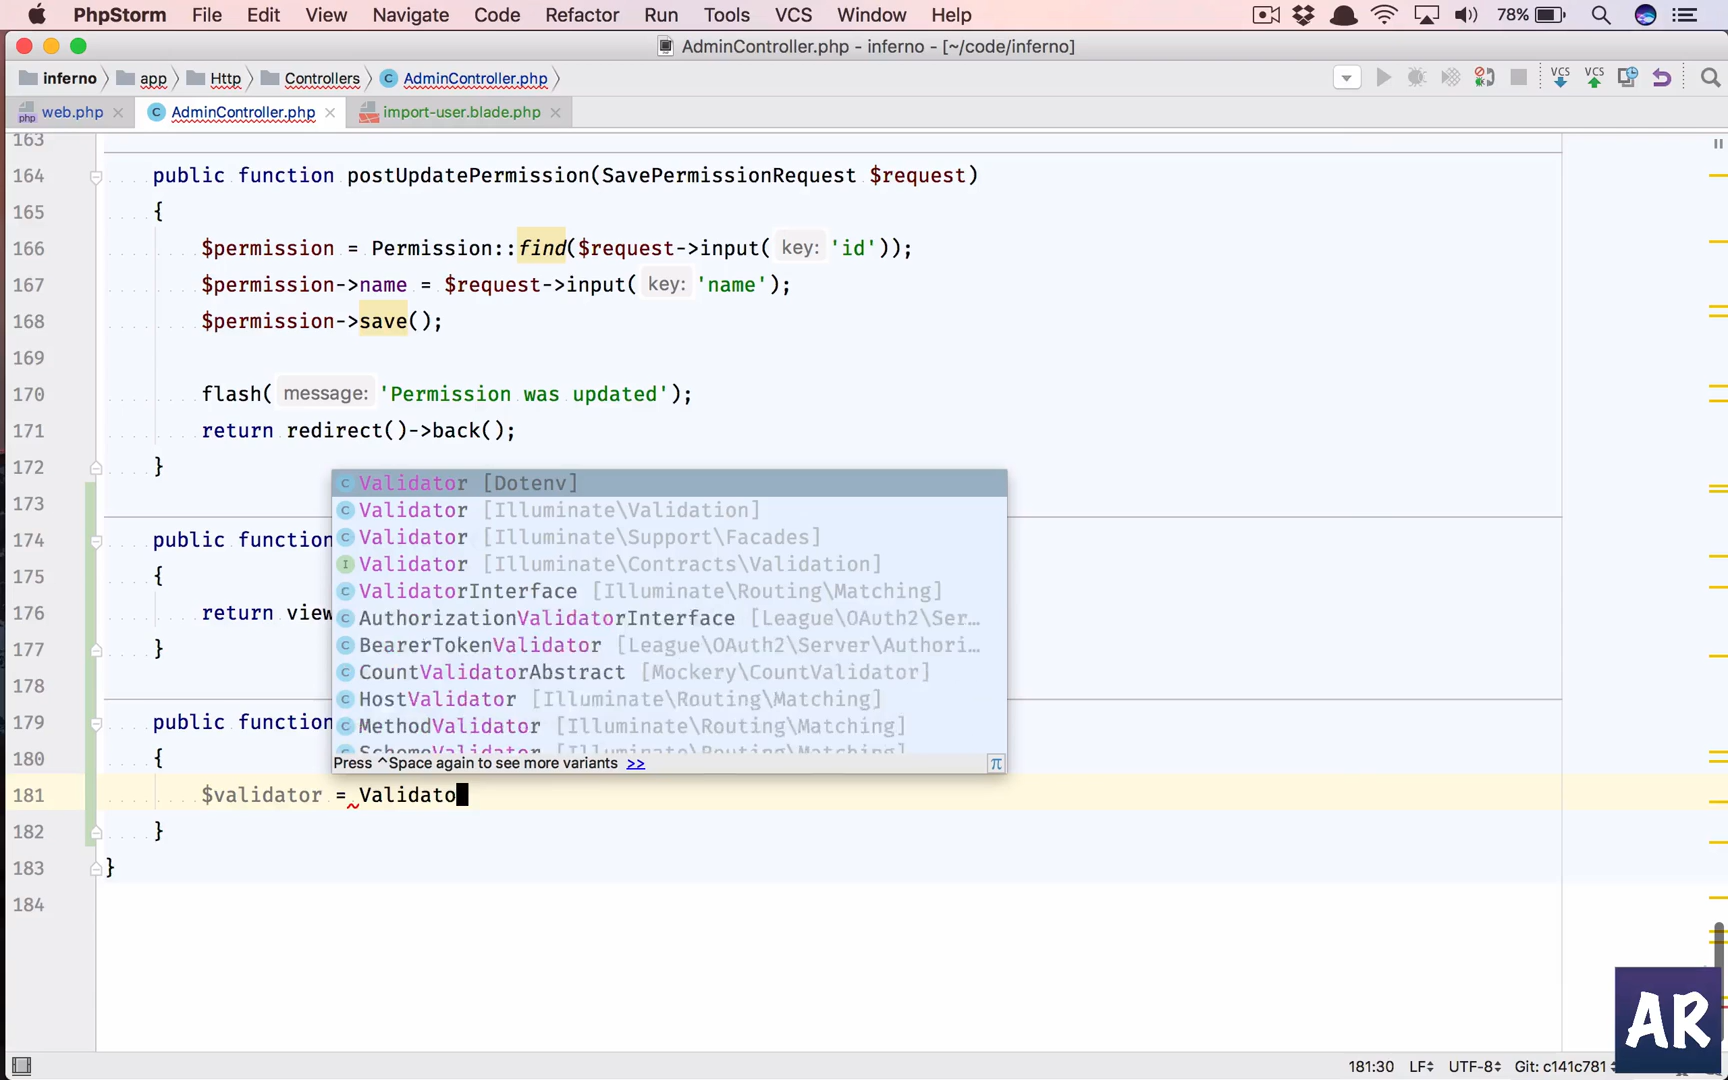 PhpStorm File Edit View Navigate Code Refactor Run Tools VCS Window Help 78%
AdminController.php - inferno - [~/code/inferno]
inferno app Http Controllers AdminController.php VCS VCS
web.php AdminController.php import-user.blade.php
163
164 public function postUpdatePermission(SavePermissionRequest $request)
165 {
166 $permission = Permission::find($request->input( key: 'id'));
167 $permission->name = $request->input( key: 'name');
168 $permission->save();
169
170 flash( message: 'Permission was updated');
171 return redirect()->back();
172 }
173
174 public function
175 {
176 return view
177 }
178
179 public function
180 {
181 $validator = Validato
182 }
183 }
184
Validator [Dotenv]
Validator [Illuminate\Validation]
Validator [Illuminate\Support\Facades]
Validator [Illuminate\Contracts\Validation]
ValidatorInterface [Illuminate\Routing\Matching]
AuthorizationValidatorInterface [League\OAuth2\Ser…
BearerTokenValidator [League\OAuth2\Server\Authori…
CountValidatorAbstract [Mockery\CountValidator]
HostValidator [Illuminate\Routing\Matching]
MethodValidator [Illuminate\Routing\Matching]
SchemeValidator [Illuminate\Routing\Matching]
Press ^Space again to see more variants >> π
181:30 LF UTF-8 Git: c141c781
AR